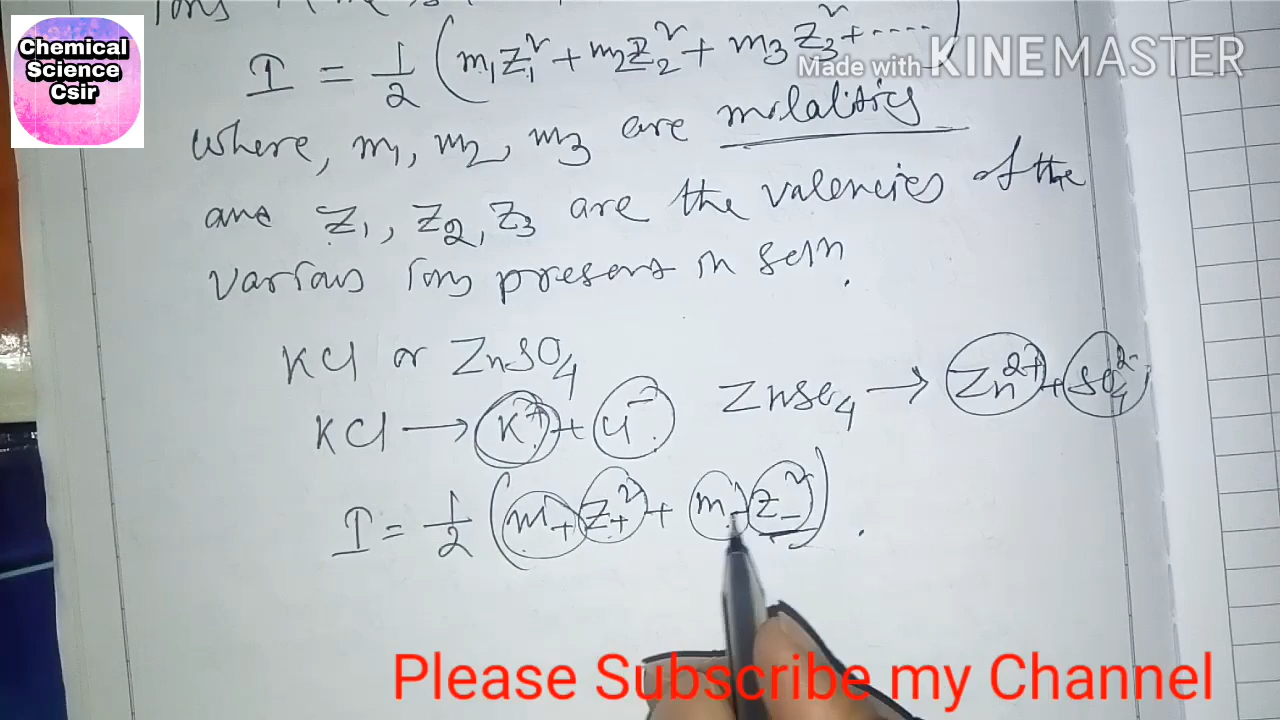 Chemical
Science
Csir
Made with KINEMASTER
I = 1/2 (m₁z₁² + m₂z₂² + m₃z₃² + ....)
where, m₁, m₂, m₃ are molalities
and z₁, z₂, z₃ are the valencies of the
various ions present in soln.
KCl or ZnSO₄
KCl → K⁺ + Cl⁻
ZnSO₄ → Zn²⁺ + SO₄²⁻
I = 1/2 (m₊z₊² + m₋z₋²).
Please Subscribe my Channel